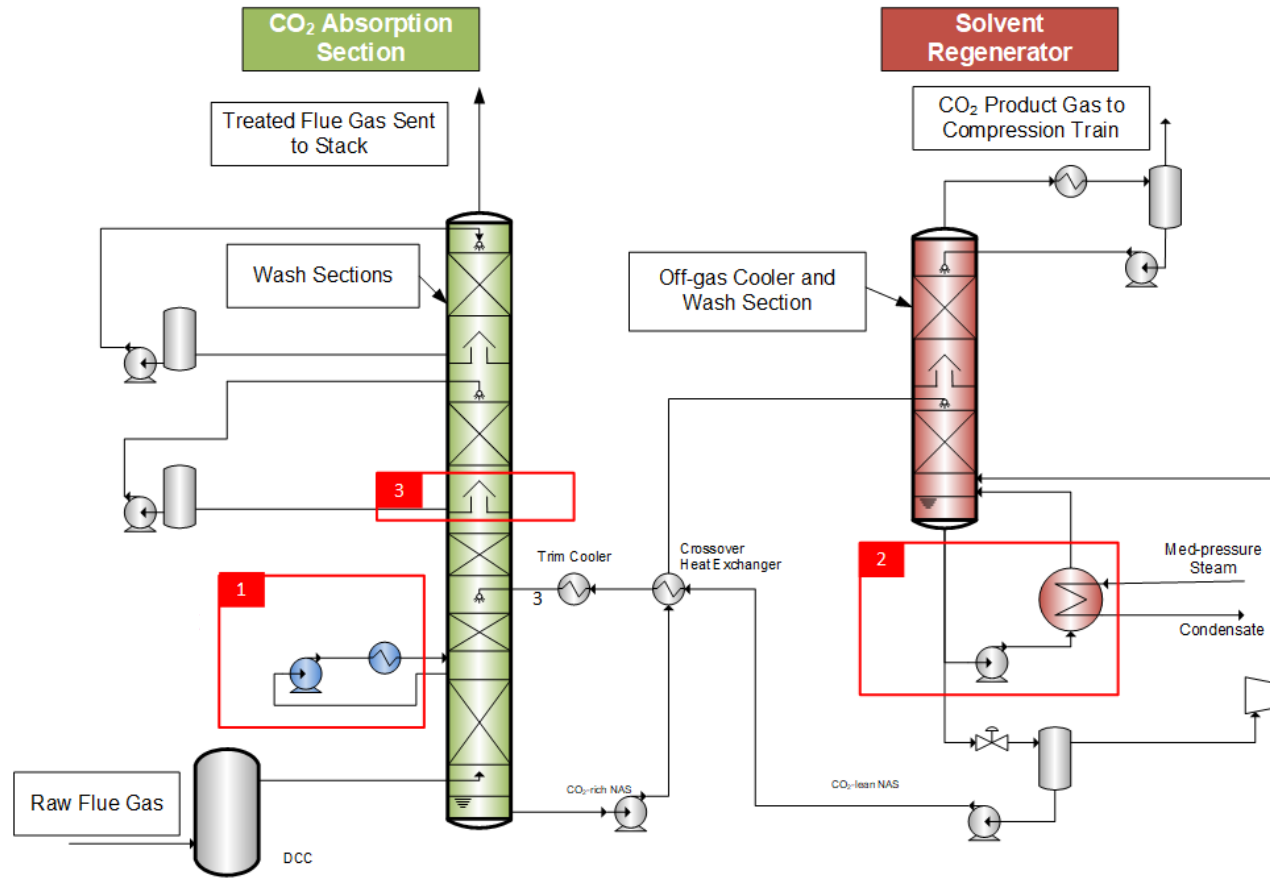 CO₂ Absorption
Section
Solvent
Regenerator
Treated Flue Gas Sent
to Stack
CO₂ Product Gas to
Compression Train
Wash Sections
Off-gas Cooler and
Wash Section
3
Trim Cooler
Crossover
Heat Exchanger
2
Med-pressure
Steam
1
3
Condensate
Raw Flue Gas
CO₂-rich NAS
CO₂-lean NAS
DCC